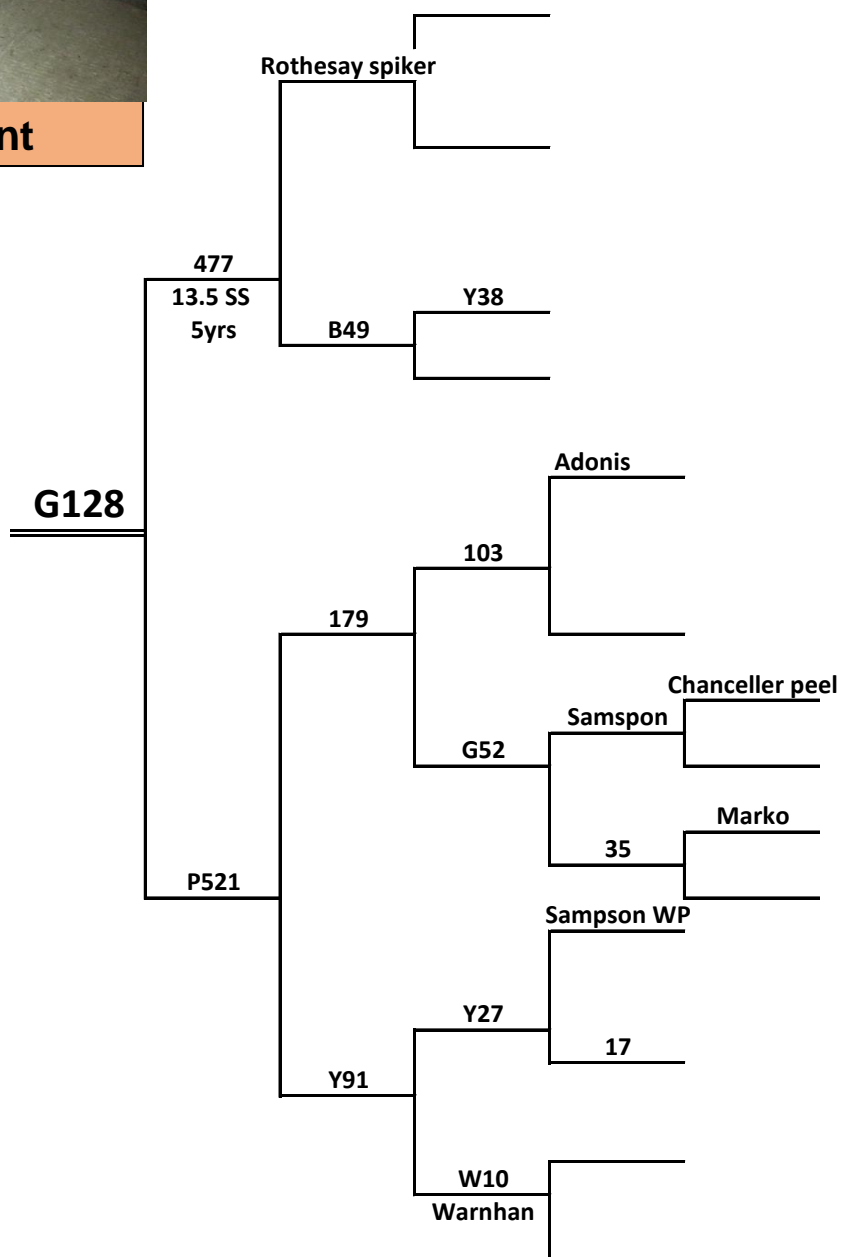 Rothesay spiker
nt
477
13.5 SS
5yrs
Y38
B49
Adonis
G128
103
179
Chanceller peel
Samspon
G52
Marko
35
P521
Sampson WP
Y27
17
Y91
W10
Warnhan